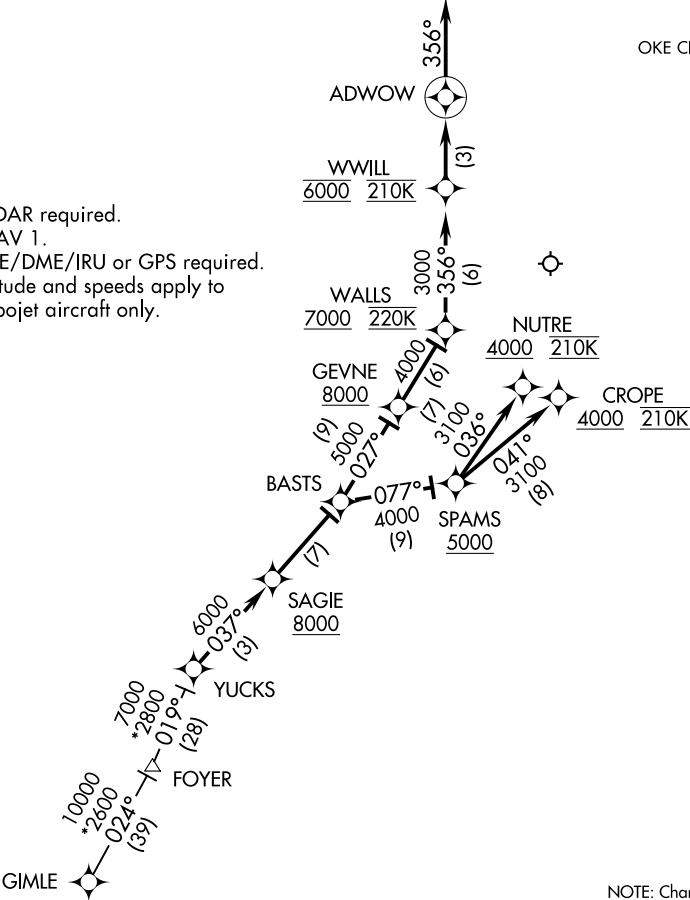 356°
OKE CL
ADWOW
(3)
WWILL
6000 210K
DAR required.
AV 1.
E/DME/IRU or GPS required.
tude and speeds apply to
bojet aircraft only.
3000
356°
(6)
WALLS
7000 220K
NUTRE
4000 210K
4000
(6)
GEVNE
8000
CROPE
4000 210K
(7)
3100
036°
(9)
5000
027°
041°
3100
(8)
BASTS
077°
4000
(9)
SPAMS
5000
(7)
SAGIE
8000
6000
037°
(3)
YUCKS
7000
*2800
019°
(28)
FOYER
10000
*2600
024°
(39)
GIMLE
NOTE: Char